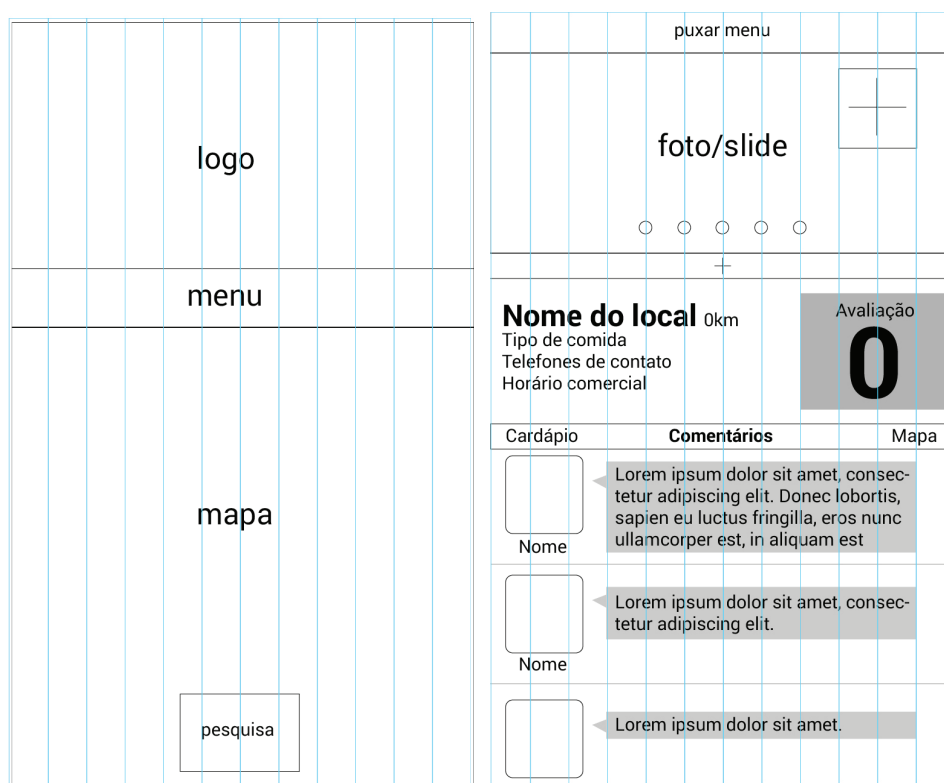 logo
menu
mapa
pesquisa
puxar menu
foto/slide
Nome do local 0km
Tipo de comida
Telefones de contato
Horário comercial
Avaliação
0
Cardápio Comentários Mapa
Lorem ipsum dolor sit amet, consec-
tetur adipiscing elit. Donec lobortis,
sapien eu luctus fringilla, eros nunc
ullamcorper est, in aliquam est
Nome
Lorem ipsum dolor sit amet, consec-
tetur adipiscing elit.
Nome
Lorem ipsum dolor sit amet.